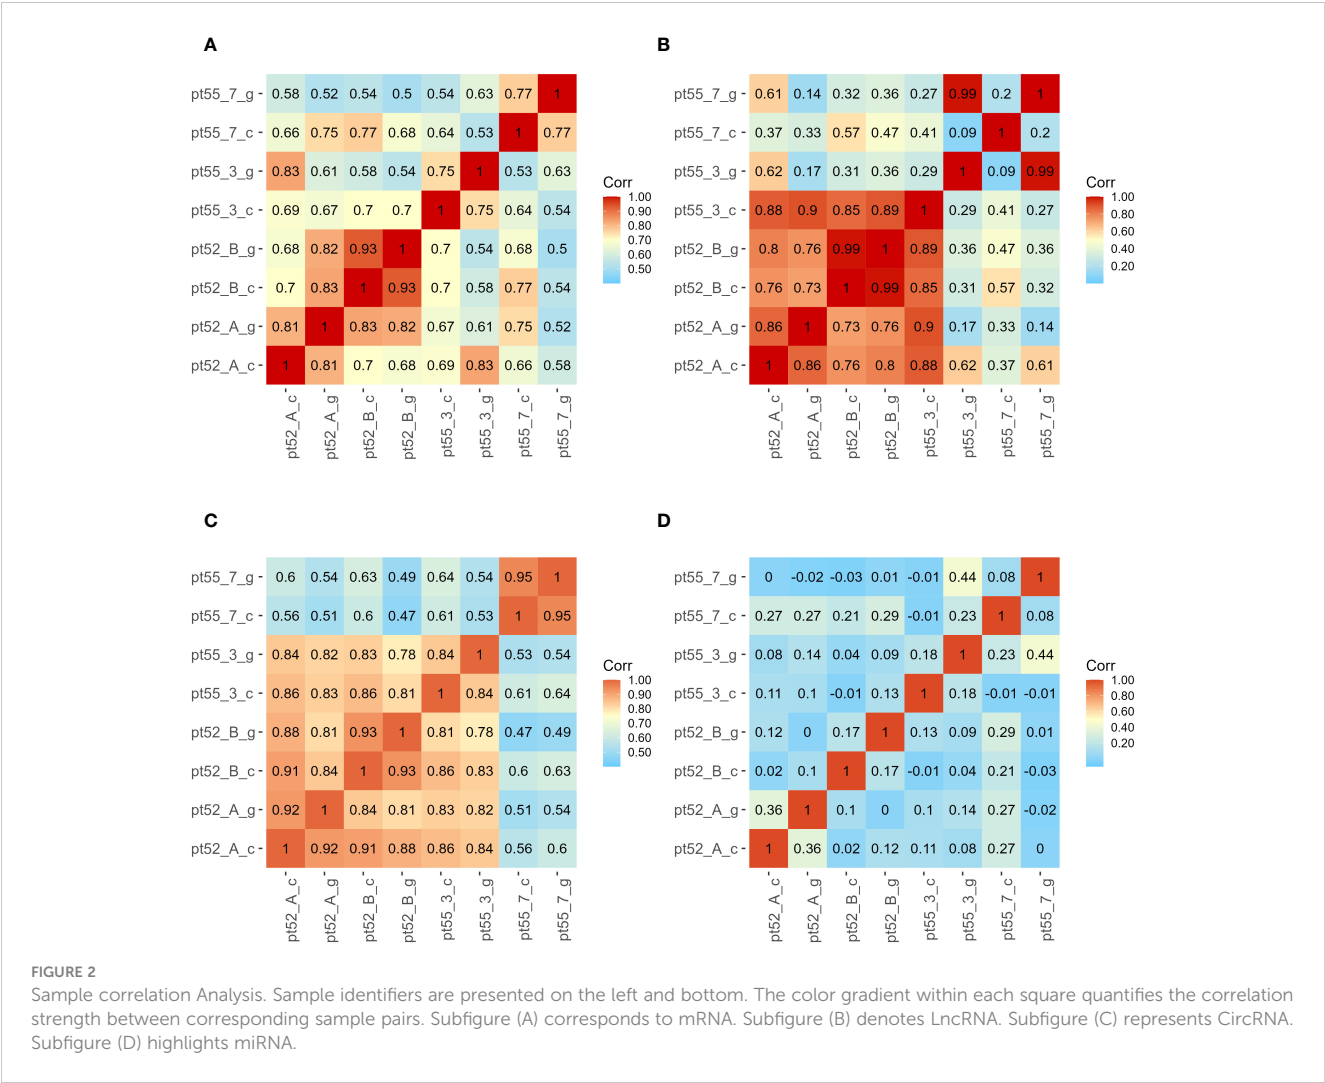 A
pt55_7_g 0.58 0.52 0.54 0.5 0.54 0.63 0.77 1
pt55_7_c 0.66 0.75 0.77 0.68 0.64 0.53 1 0.77
pt55_3_g 0.83 0.61 0.58 0.54 0.75 1 0.53 0.63
pt55_3_c 0.69 0.67 0.7 0.7 1 0.75 0.64 0.54
pt52_B_g 0.68 0.82 0.93 1 0.7 0.54 0.68 0.5
pt52_B_c 0.7 0.83 1 0.93 0.7 0.58 0.77 0.54
pt52_A_g 0.81 1 0.83 0.82 0.67 0.61 0.75 0.52
pt52_A_c 1 0.81 0.7 0.68 0.69 0.83 0.66 0.58
pt52_A_c pt52_A_g pt52_B_c pt52_B_g pt55_3_c pt55_3_g pt55_7_c pt55_7_g
Corr
1.00
0.90
0.80
0.70
0.60
0.50
B
pt55_7_g 0.61 0.14 0.32 0.36 0.27 0.99 0.2 1
pt55_7_c 0.37 0.33 0.57 0.47 0.41 0.09 1 0.2
pt55_3_g 0.62 0.17 0.31 0.36 0.29 1 0.09 0.99
pt55_3_c 0.88 0.9 0.85 0.89 1 0.29 0.41 0.27
pt52_B_g 0.8 0.76 0.99 1 0.89 0.36 0.47 0.36
pt52_B_c 0.76 0.73 1 0.99 0.85 0.31 0.57 0.32
pt52_A_g 0.86 1 0.73 0.76 0.9 0.17 0.33 0.14
pt52_A_c 1 0.86 0.76 0.8 0.88 0.62 0.37 0.61
pt52_A_c pt52_A_g pt52_B_c pt52_B_g pt55_3_c pt55_3_g pt55_7_c pt55_7_g
Corr
1.00
0.80
0.60
0.40
0.20
C
pt55_7_g 0.6 0.54 0.63 0.49 0.64 0.54 0.95 1
pt55_7_c 0.56 0.51 0.6 0.47 0.61 0.53 1 0.95
pt55_3_g 0.84 0.82 0.83 0.78 0.84 1 0.53 0.54
pt55_3_c 0.86 0.83 0.86 0.81 1 0.84 0.61 0.64
pt52_B_g 0.88 0.81 0.93 1 0.81 0.78 0.47 0.49
pt52_B_c 0.91 0.84 1 0.93 0.86 0.83 0.6 0.63
pt52_A_g 0.92 1 0.84 0.81 0.83 0.82 0.51 0.54
pt52_A_c 1 0.92 0.91 0.88 0.86 0.84 0.56 0.6
pt52_A_c pt52_A_g pt52_B_c pt52_B_g pt55_3_c pt55_3_g pt55_7_c pt55_7_g
Corr
1.00
0.90
0.80
0.70
0.60
0.50
D
pt55_7_g 0 -0.02 -0.03 0.01 -0.01 0.44 0.08 1
pt55_7_c 0.27 0.27 0.21 0.29 -0.01 0.23 1 0.08
pt55_3_g 0.08 0.14 0.04 0.09 0.18 1 0.23 0.44
pt55_3_c 0.11 0.1 -0.01 0.13 1 0.18 -0.01 -0.01
pt52_B_g 0.12 0 0.17 1 0.13 0.09 0.29 0.01
pt52_B_c 0.02 0.1 1 0.17 -0.01 0.04 0.21 -0.03
pt52_A_g 0.36 1 0.1 0 0.1 0.14 0.27 -0.02
pt52_A_c 1 0.36 0.02 0.12 0.11 0.08 0.27 0
pt52_A_c pt52_A_g pt52_B_c pt52_B_g pt55_3_c pt55_3_g pt55_7_c pt55_7_g
Corr
1.00
0.80
0.60
0.40
0.20
FIGURE 2
Sample correlation Analysis. Sample identifiers are presented on the left and bottom. The color gradient within each square quantifies the correlation
strength between corresponding sample pairs. Subfigure (A) corresponds to mRNA. Subfigure (B) denotes LncRNA. Subfigure (C) represents CircRNA.
Subfigure (D) highlights miRNA.